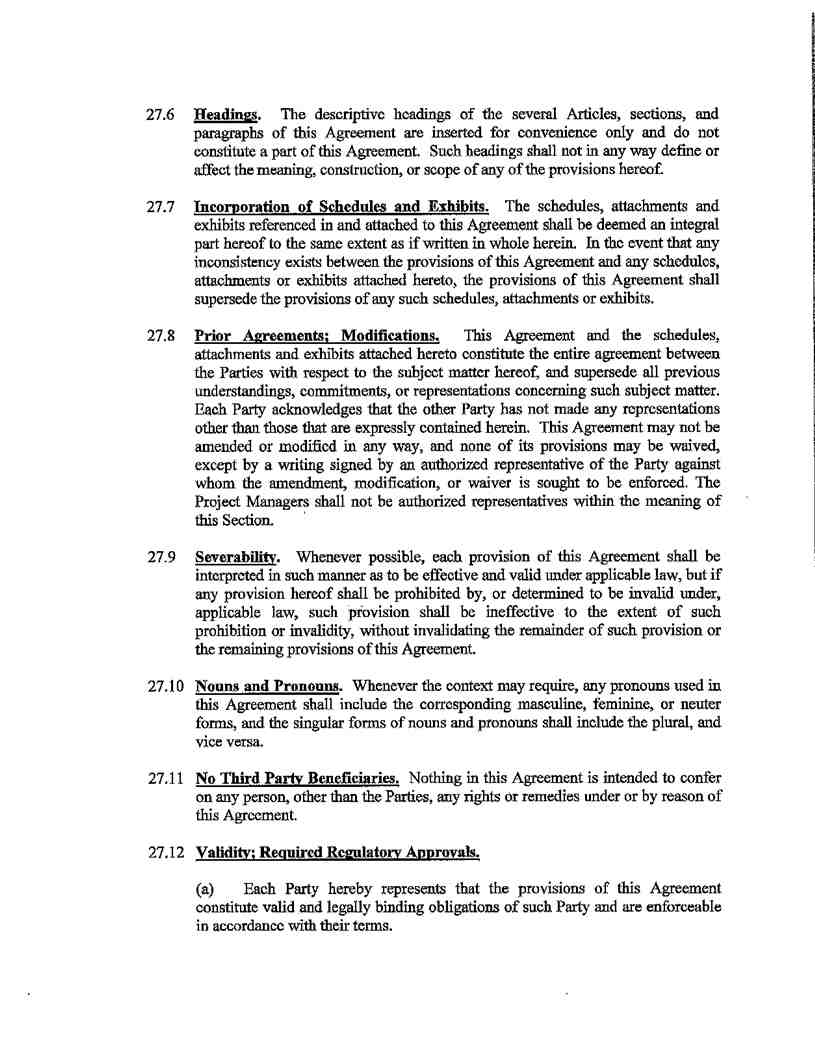 27.6 Headings. The descriptive headings of the several Articles, sections, and
paragraphs of this Agreement are inserted for convenience only and do not
constitute a part of this Agreement. Such headings shall not in any way define or
affect the meaning, construction, or scope of any of the provisions hereof.
27.7 Incorporation of Schedules and Exhibits. The schedules, attachments and
exhibits referenced in and attached to this Agreement shall be deemed an integral
part hereof to the same extent as if written in whole herein. In the event that any
inconsistency exists between the provisions of this Agreement and any schedules,
attachments or exhibits attached hereto, the provisions of this Agreement shall
supersede the provisions of any such schedules, attachments or exhibits.
27.8 Prior Agreements; Modifications. This Agreement and the schedules,
attachments and exhibits attached hereto constitute the entire agreement between
the Parties with respect to the subject matter hereof, and supersede all previous
understandings, commitments, or representations concerning such subject matter.
Each Party acknowledges that the other Party has not made any representations
other than those that are expressly contained herein. This Agreement may not be
amended or modified in any way, and none of its provisions may be waived,
except by a writing signed by an authorized representative of the Party against
whom the amendment, modification, or waiver is sought to be enforced. The
Project Managers shall not be authorized representatives within the meaning of
this Section.
27.9 Severability. Whenever possible, each provision of this Agreement shall be
interpreted in such manner as to be effective and valid under applicable law, but if
any provision hereof shall be prohibited by, or determined to be invalid under,
applicable law, such provision shall be ineffective to the extent of such
prohibition or invalidity, without invalidating the remainder of such provision or
the remaining provisions of this Agreement.
27.10 Nouns and Pronouns. Whenever the context may require, any pronouns used in
this Agreement shall include the corresponding masculine, feminine, or neuter
forms, and the singular forms of nouns and pronouns shall include the plural, and
vice versa.
27.11 No Third Party Beneficiaries. Nothing in this Agreement is intended to confer
on any person, other than the Parties, any rights or remedies under or by reason of
this Agreement.
27.12 Validity; Required Regulatory Approvals.
(a) Each Party hereby represents that the provisions of this Agreement
constitute valid and legally binding obligations of such Party and are enforceable
in accordance with their terms.